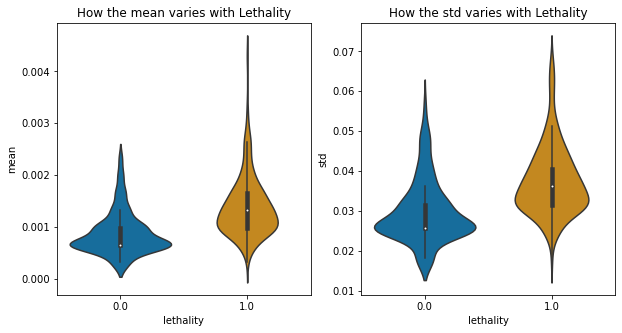 How the mean varies with Lethality
0.004
0.003
0.002
0.001
0.000
mean
0.0
1.0
lethality
How the std varies with Lethality
0.07
0.06
0.05
0.04
0.03
0.02
0.01
std
0.0
1.0
lethality